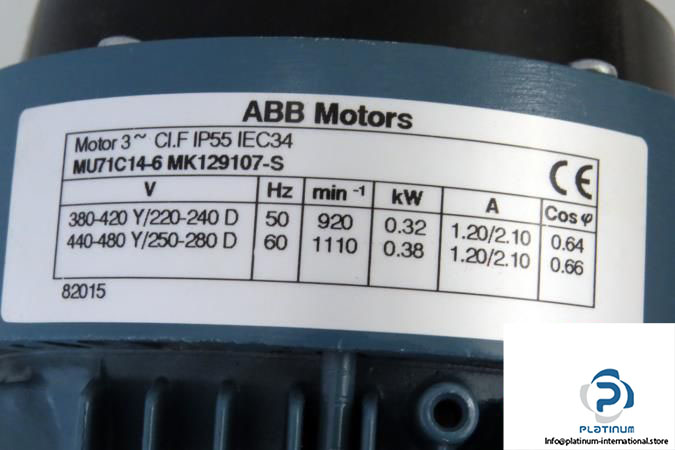 ABB Motors
Motor 3~ Cl.F IP55 IEC34
MU71C14-6 MK129107-S
CE
V Hz min⁻¹ kW A Cos φ
380-420 Y/220-240 D 50 920 0.32 1.20/2.10 0.64
440-480 Y/250-280 D 60 1110 0.38 1.20/2.10 0.66
82015
PLATINUM
info@platinum-international.store